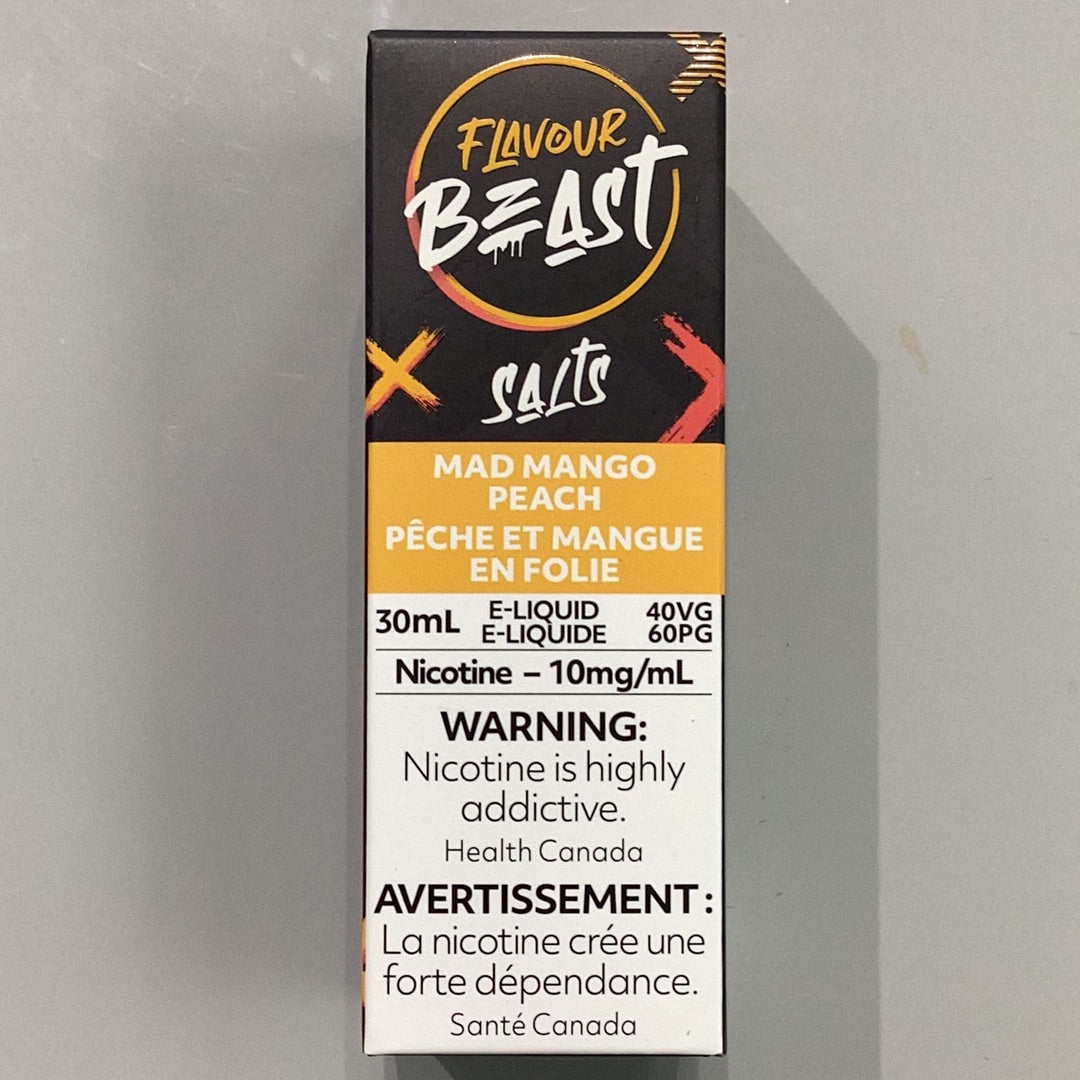 FLAVOUR
BEAST
SALTS
MAD MANGO
PEACH
PÊCHE ET MANGUE
EN FOLIE
30mL E-LIQUID 40VG
E-LIQUIDE 60PG
Nicotine – 10mg/mL
WARNING:
Nicotine is highly
addictive.
Health Canada
AVERTISSEMENT :
La nicotine crée une
forte dépendance.
Santé Canada